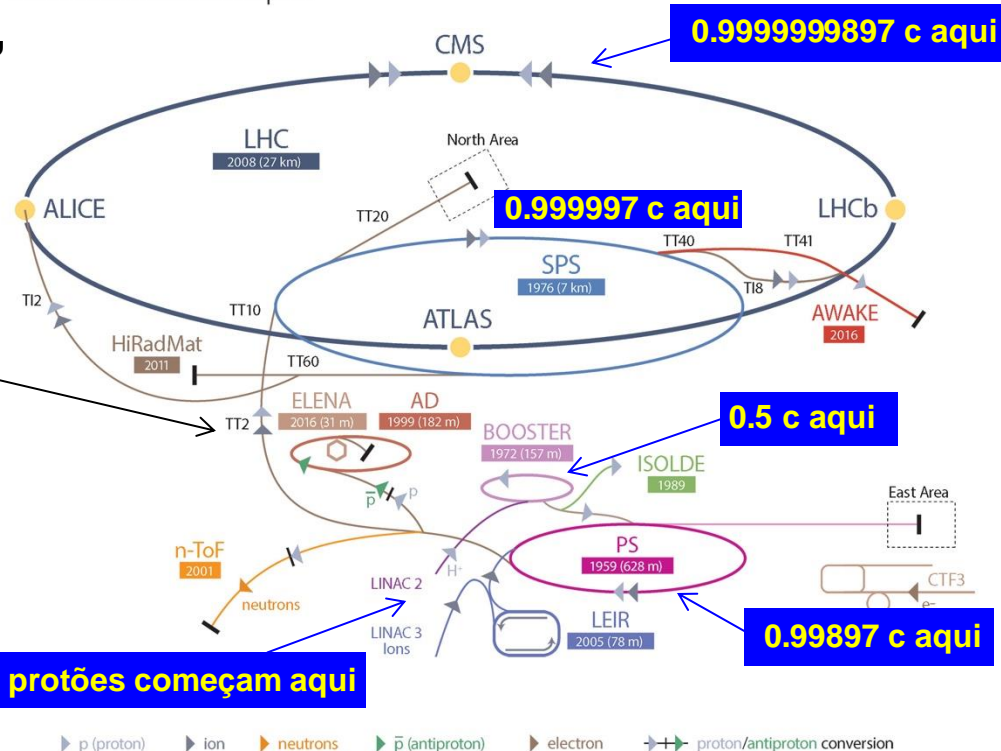 CMS
0.9999999897 c aqui
LHC
2008 (27 km)
North Area
ALICE
TT20
0.999997 c aqui
LHCb
TT40
TT41
SPS
1976 (7 km)
TI2
TI8
TT10
ATLAS
AWAKE
2016
HiRadMat
2011
TT60
ELENA
2016 (31 m)
AD
1999 (182 m)
TT2
BOOSTER
1972 (157 m)
0.5 c aqui
ISOLDE
1989
p̅
p
East Area
n-ToF
2001
PS
1959 (628 m)
H-
LINAC 2
neutrons
CTF3
e-
LINAC 3
Ions
LEIR
2005 (78 m)
0.99897 c aqui
protões começam aqui
p (proton)
ion
neutrons
p̅ (antiproton)
electron
proton/antiproton conversion